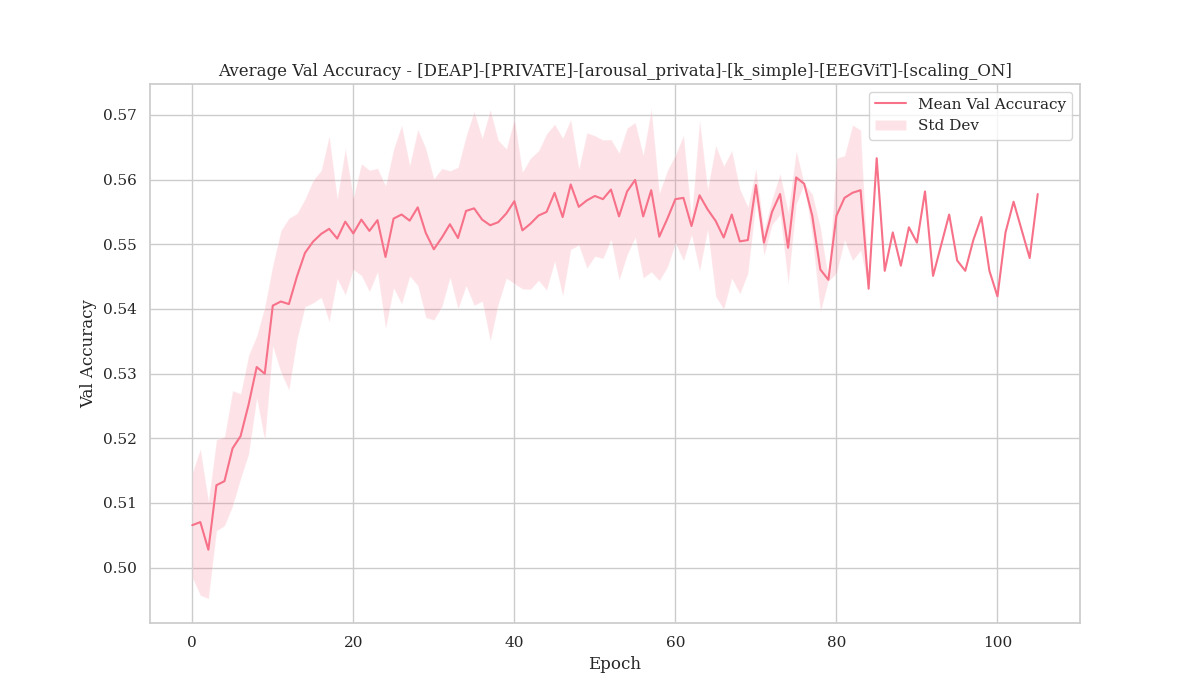 Average Val Accuracy - [DEAP]-[PRIVATE]-[arousal_privata]-[k_simple]-[EEGViT]-[scaling_ON]
Mean Val Accuracy
Std Dev
Val Accuracy
0.57
0.56
0.55
0.54
0.53
0.52
0.51
0.50
0 20 40 60 80 100
Epoch